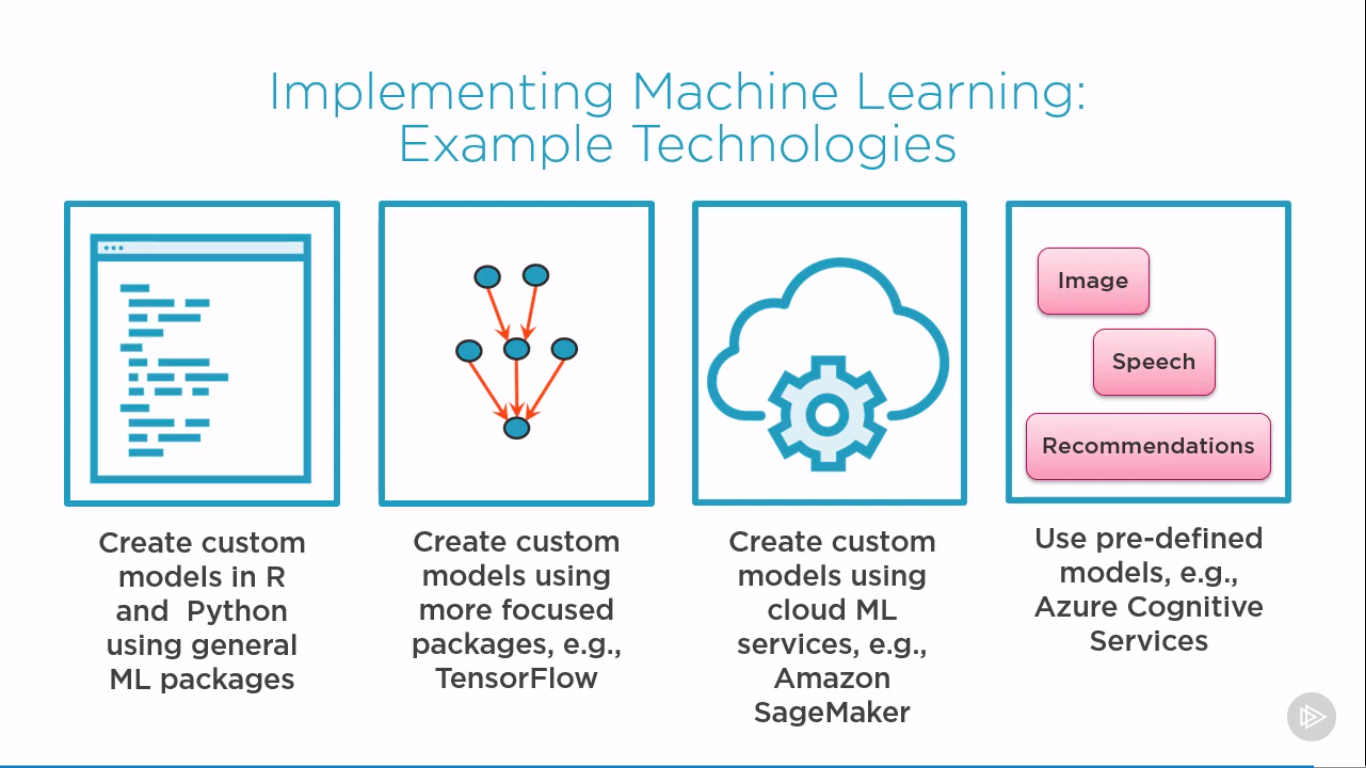 Implementing Machine Learning:
Example Technologies
Create custom
models in R
and Python
using general
ML packages
Create custom
models using
more focused
packages, e.g.,
TensorFlow
Create custom
models using
cloud ML
services, e.g.,
Amazon
SageMaker
Image
Speech
Recommendations
Use pre-defined
models, e.g.,
Azure Cognitive
Services